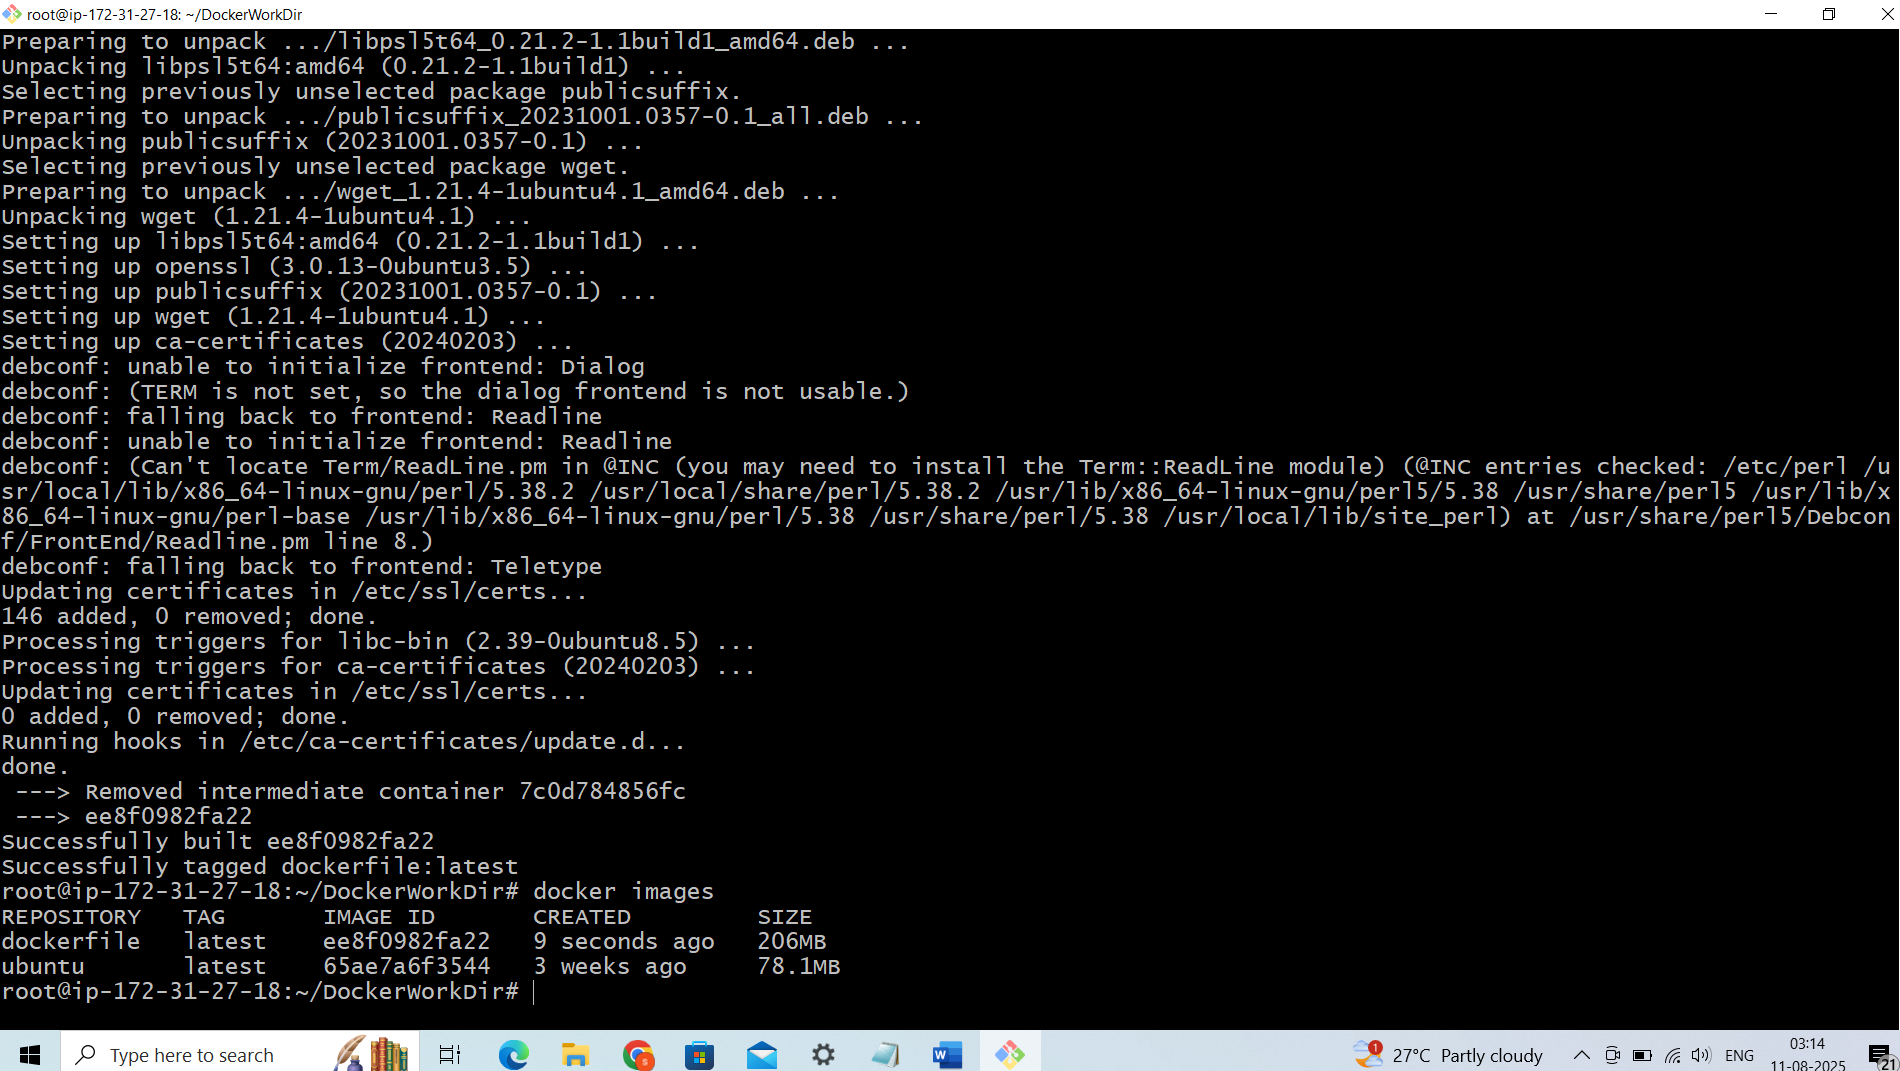 root@ip-172-31-27-18: ~/DockerWorkDir
Preparing to unpack .../libpsl5t64_0.21.2-1.1build1_amd64.deb ...
Unpacking libpsl5t64:amd64 (0.21.2-1.1build1) ...
Selecting previously unselected package publicsuffix.
Preparing to unpack .../publicsuffix_20231001.0357-0.1_all.deb ...
Unpacking publicsuffix (20231001.0357-0.1) ...
Selecting previously unselected package wget.
Preparing to unpack .../wget_1.21.4-1ubuntu4.1_amd64.deb ...
Unpacking wget (1.21.4-1ubuntu4.1) ...
Setting up libpsl5t64:amd64 (0.21.2-1.1build1) ...
Setting up openssl (3.0.13-0ubuntu3.5) ...
Setting up publicsuffix (20231001.0357-0.1) ...
Setting up wget (1.21.4-1ubuntu4.1) ...
Setting up ca-certificates (20240203) ...
debconf: unable to initialize frontend: Dialog
debconf: (TERM is not set, so the dialog frontend is not usable.)
debconf: falling back to frontend: Readline
debconf: unable to initialize frontend: Readline
debconf: (Can't locate Term/ReadLine.pm in @INC (you may need to install the Term::ReadLine module) (@INC entries checked: /etc/perl /u
sr/local/lib/x86_64-linux-gnu/perl/5.38.2 /usr/local/share/perl/5.38.2 /usr/lib/x86_64-linux-gnu/perl5/5.38 /usr/share/perl5 /usr/lib/x
86_64-linux-gnu/perl-base /usr/lib/x86_64-linux-gnu/perl/5.38 /usr/share/perl/5.38 /usr/local/lib/site_perl) at /usr/share/perl5/Debcon
f/FrontEnd/Readline.pm line 8.)
debconf: falling back to frontend: Teletype
Updating certificates in /etc/ssl/certs...
146 added, 0 removed; done.
Processing triggers for libc-bin (2.39-0ubuntu8.5) ...
Processing triggers for ca-certificates (20240203) ...
Updating certificates in /etc/ssl/certs...
0 added, 0 removed; done.
Running hooks in /etc/ca-certificates/update.d...
done.
---> Removed intermediate container 7c0d784856fc
---> ee8f0982fa22
Successfully built ee8f0982fa22
Successfully tagged dockerfile:latest
root@ip-172-31-27-18:~/DockerWorkDir# docker images
REPOSITORY TAG IMAGE ID CREATED SIZE
dockerfile latest ee8f0982fa22 9 seconds ago 206MB
ubuntu latest 65ae7a6f3544 3 weeks ago 78.1MB
root@ip-172-31-27-18:~/DockerWorkDir#
Type here to search
S
W
1
27°C Partly cloudy
ENG
03:14
11-08-2025
21